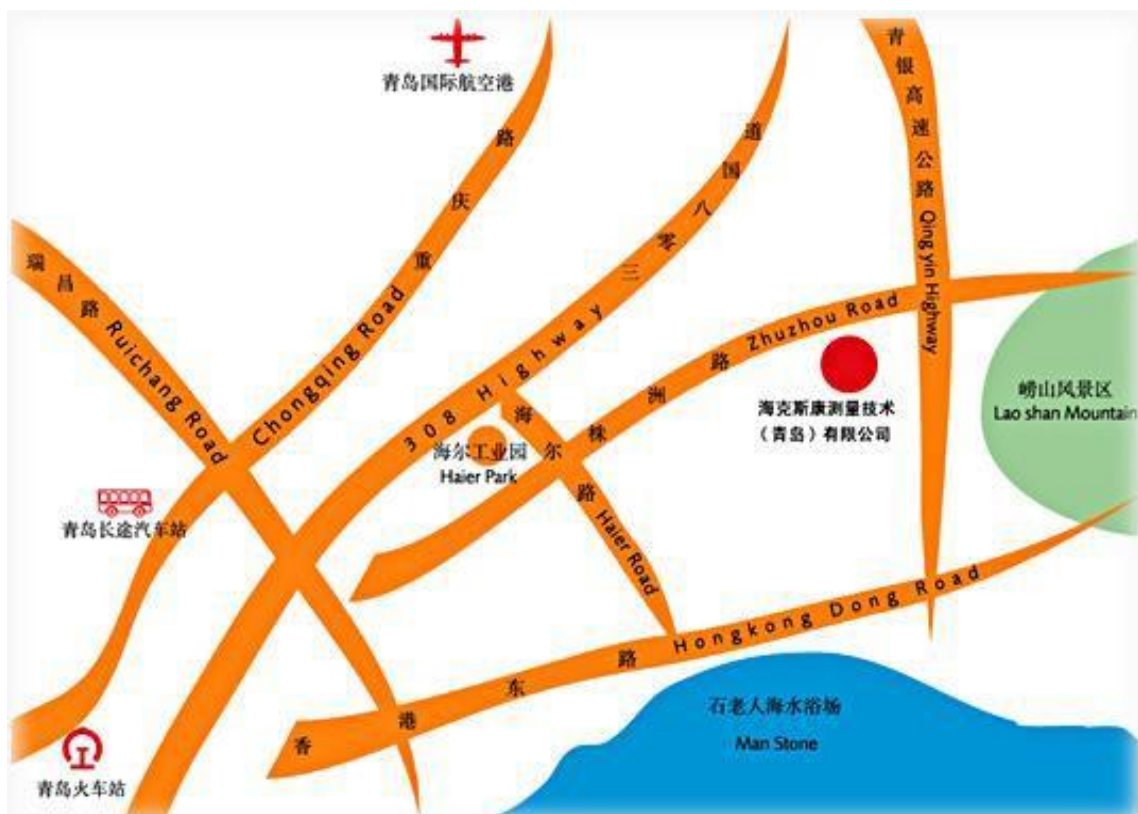 青岛国际航空港
重庆路
Chongqing Road
三零八国道
308 Highway
青银高速公路
Qing yin Highway
瑞昌路
Ruichang Road
株洲路
Zhuzhou Road
海克斯康测量技术
（青岛）有限公司
崂山风景区
Lao shan Mountain
海尔工业园
Haier Park
海尔路
Haier Road
青岛长途汽车站
香港东路
Hongkong Dong Road
石老人海水浴场
Man Stone
青岛火车站